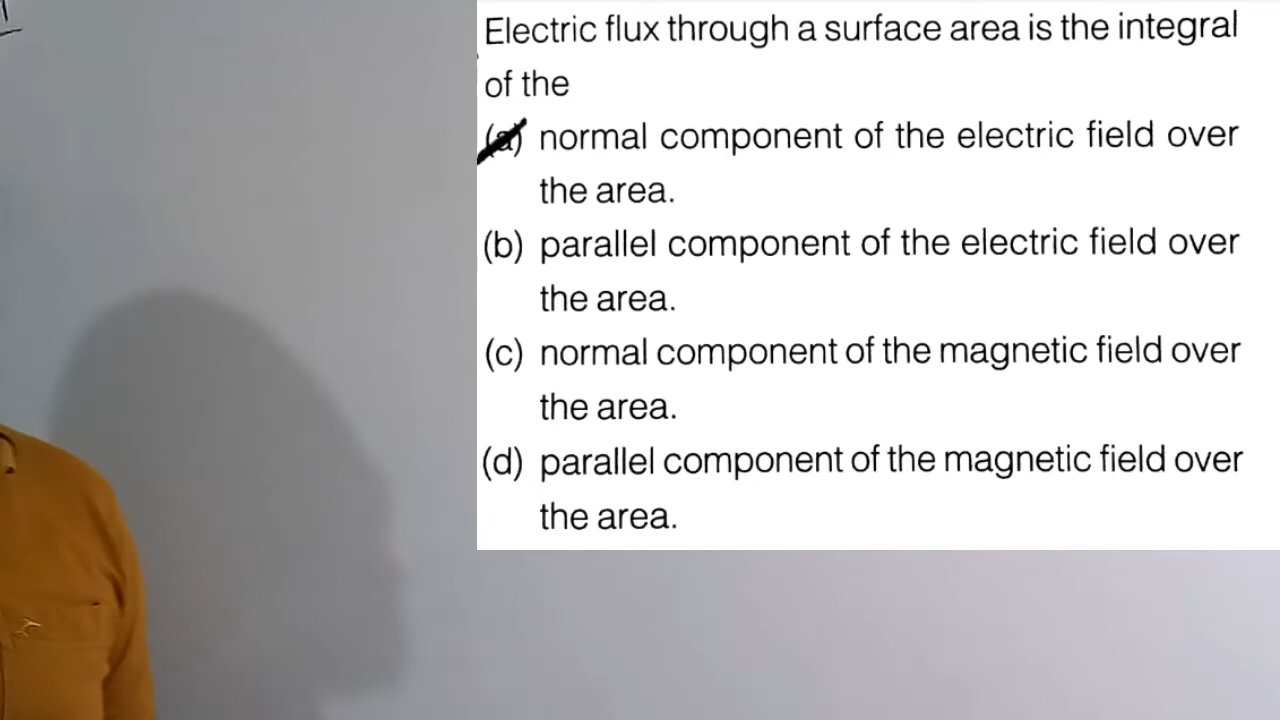 Electric flux through a surface area is the integral
of the
(a) normal component of the electric field over
the area.
(b) parallel component of the electric field over
the area.
(c) normal component of the magnetic field over
the area.
(d) parallel component of the magnetic field over
the area.